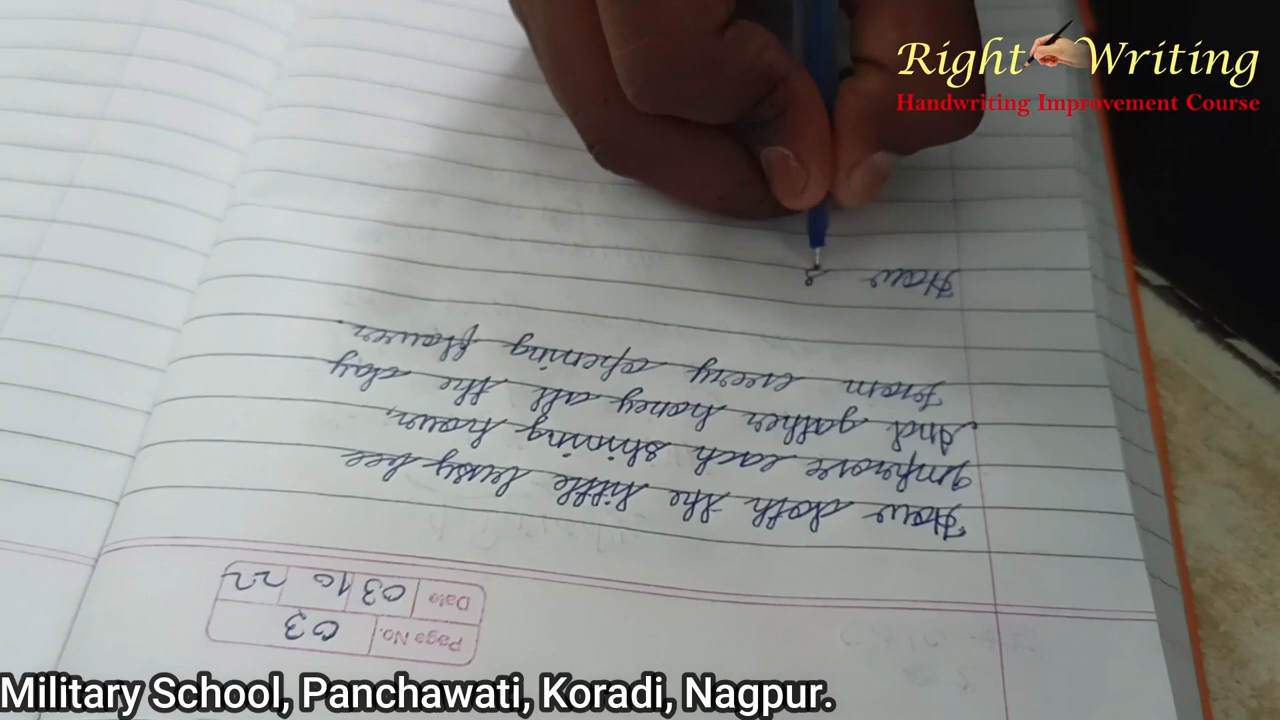 Right Writing
Handwriting Improvement Course
Page No. 03
Date 03 10 22
"How doth the little busy bee
Improve each shining hour,
And gather honey all the day
From every opening flower.
How s
Military School, Panchawati, Koradi, Nagpur.